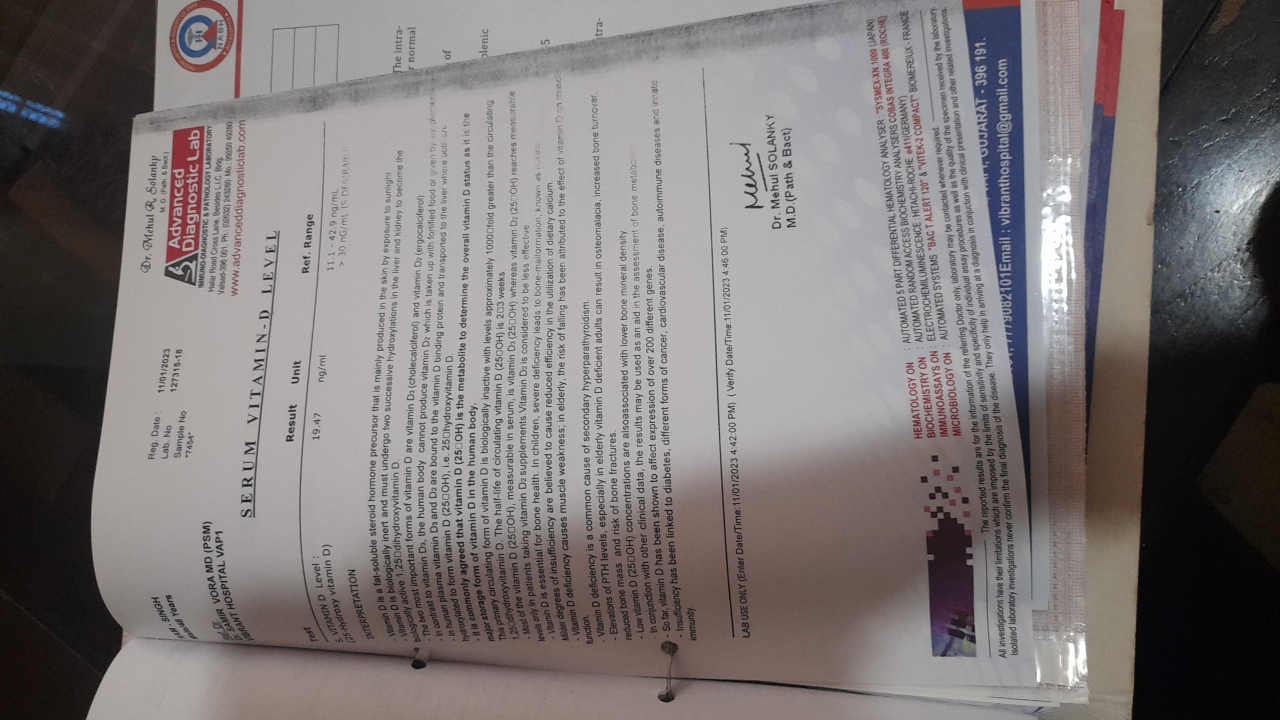 Dr. Mehul R. Solanky
M. D. (Path & Bact)
Advanced
Diagnostic Lab
IMMUNO-DIAGNOSTIC & PATHOLOGY LABORATORY
Halar Road Cross Lane, Besides L.I.C. Bldg.
Valsad-396 001. Ph.: (02632) 243280. Mo.: 99250 49280
www.advanceddiagnosticlab.com
- SINGH
Male/48 Years
Reg. Date : 11/01/2023
Lab. No 127315-18
Sample No
"7454"
Ref. Dr.
Dr. SAMIR VORA MD (PSM)
VIBRANT HOSPITAL VAP1
NABH
SERUM VITAMIN-D LEVEL
Test Result Unit Ref. Range
S. VITAMIN D Level : 19.47 ng/ml 11.1 - 42.9 ng/mL
(25-Hydroxy vitamin D) > 30 nG/mL IS DESIRABLE
INTERPRETATION
- Vitamin D is a fat-soluble steroid hormone precursor that is mainly produced in the skin by exposure to sunlight.
- Vitamin D is biologically inert and must undergo two successive hydroxylations in the liver and kidney to become the
biologically active 1,25□dihydroxyvitamin D.
- The two most important forms of vitamin D are vitamin D₃ (cholecalciferol) and vitamin D₂ (ergocalciferol).
- In contrast to vitamin D₃, the human body cannot produce vitamin D₂ which is taken up with fortified food or given by supplements.
- In human plasma vitamin D₃ and D₂ are bound to the vitamin D binding protein and transported to the liver where both are
hydroxylated to form vitamin D (25□OH), i.e. 25□hydroxyvitamin D.
- It is commonly agreed that vitamin D (25□OH) is the metabolite to determine the overall vitamin D status as it is the
major storage form of vitamin D in the human body.
This primary circulating form of vitamin D is biologically inactive with levels approximately 1000□fold greater than the circulating
1,25□dihydroxyvitamin D. The half-life of circulating vitamin D (25□OH) is 2□3 weeks.
- Most of the vitamin D (25□OH), measurable in serum, is vitamin D₃ (25□OH) whereas vitamin D₂ (25□OH) reaches measurable
levels only in patients taking vitamin D₂ supplements.Vitamin D₂ is considered to be less effective.
- Vitamin D is essential for bone health. In children, severe deficiency leads to bone-malformation, known as
Milder degrees of insufficiency are believed to cause reduced efficiency in the utilization of dietary calcium.
- Vitamin D deficiency causes muscle weakness; in elderly, the risk of falling has been attributed to the effect of vitamin D on muscle
function.
- Vitamin D deficiency is a common cause of secondary hyperparathyroidism.
- Elevations of PTH levels, especially in elderly vitamin D deficient adults can result in osteomalacia, increased bone turnover,
reduced bone mass and risk of bone fractures.
- Low vitamin D (25□OH) concentrations are alsoassociated with lower bone mineral density.
- In conjunction with other clinical data, the results may be used as an aid in the assessment of bone metabolis
- So far, vitamin D has been shown to affect expression of over 200 different genes.
- Insufficiency has been linked to diabetes, different forms of cancer, cardiovascular disease, autoimmune diseases and innate
immunity.
LAB USE ONLY (Enter Date/Time:11/01/2023 4:42:00 PM) ( Verify Date/Time:11/01/2023 4:46:00 PM)
Mehul
Dr. Mehul SOLANKY
M.D.(Path & Bact)
HEMATOLOGY ON : AUTOMATED 5 PART DIFFERENTIAL HEMATOLOGY ANALYSER : "SYSMEX-XN 1000 (JAPAN)
BIOCHEMISTRY ON : AUTOMATED RANDOM ACCESS BIOCHEMISTRY ANALYSERS COBAS INTEGRA 400 (ROCHE)
IMMUNOASSAYS ON : ELECTROCHEMILUMINESCENCE : HITACHI-ROCHE e411(GERMANY)
MICROBIOLOGY ON : AUTOMATED SYSTEMS "BAC T ALERT 120" & "VITEK-2 COMPACT" BIOMEREIUX - FRANCE
The reported results are for the information of the referring Doctor only, laboratory may be contacted whenever required.
All investigations have their limitations which are imposed by the limits of sensitivity and specificity of individual assay procedures as well as the quality of the specimen received by the laboratory.
Isolated laboratory investigations never confirm the final diagnosis of the disease. They only help in arriving at a diagnosis in conjuction with clinical presentation and other related investigations.
The intra-
r normal
of
plenic
5
tra-
GUJARAT - 396 191.
7779082101Email : vibranthospital@gmail.com